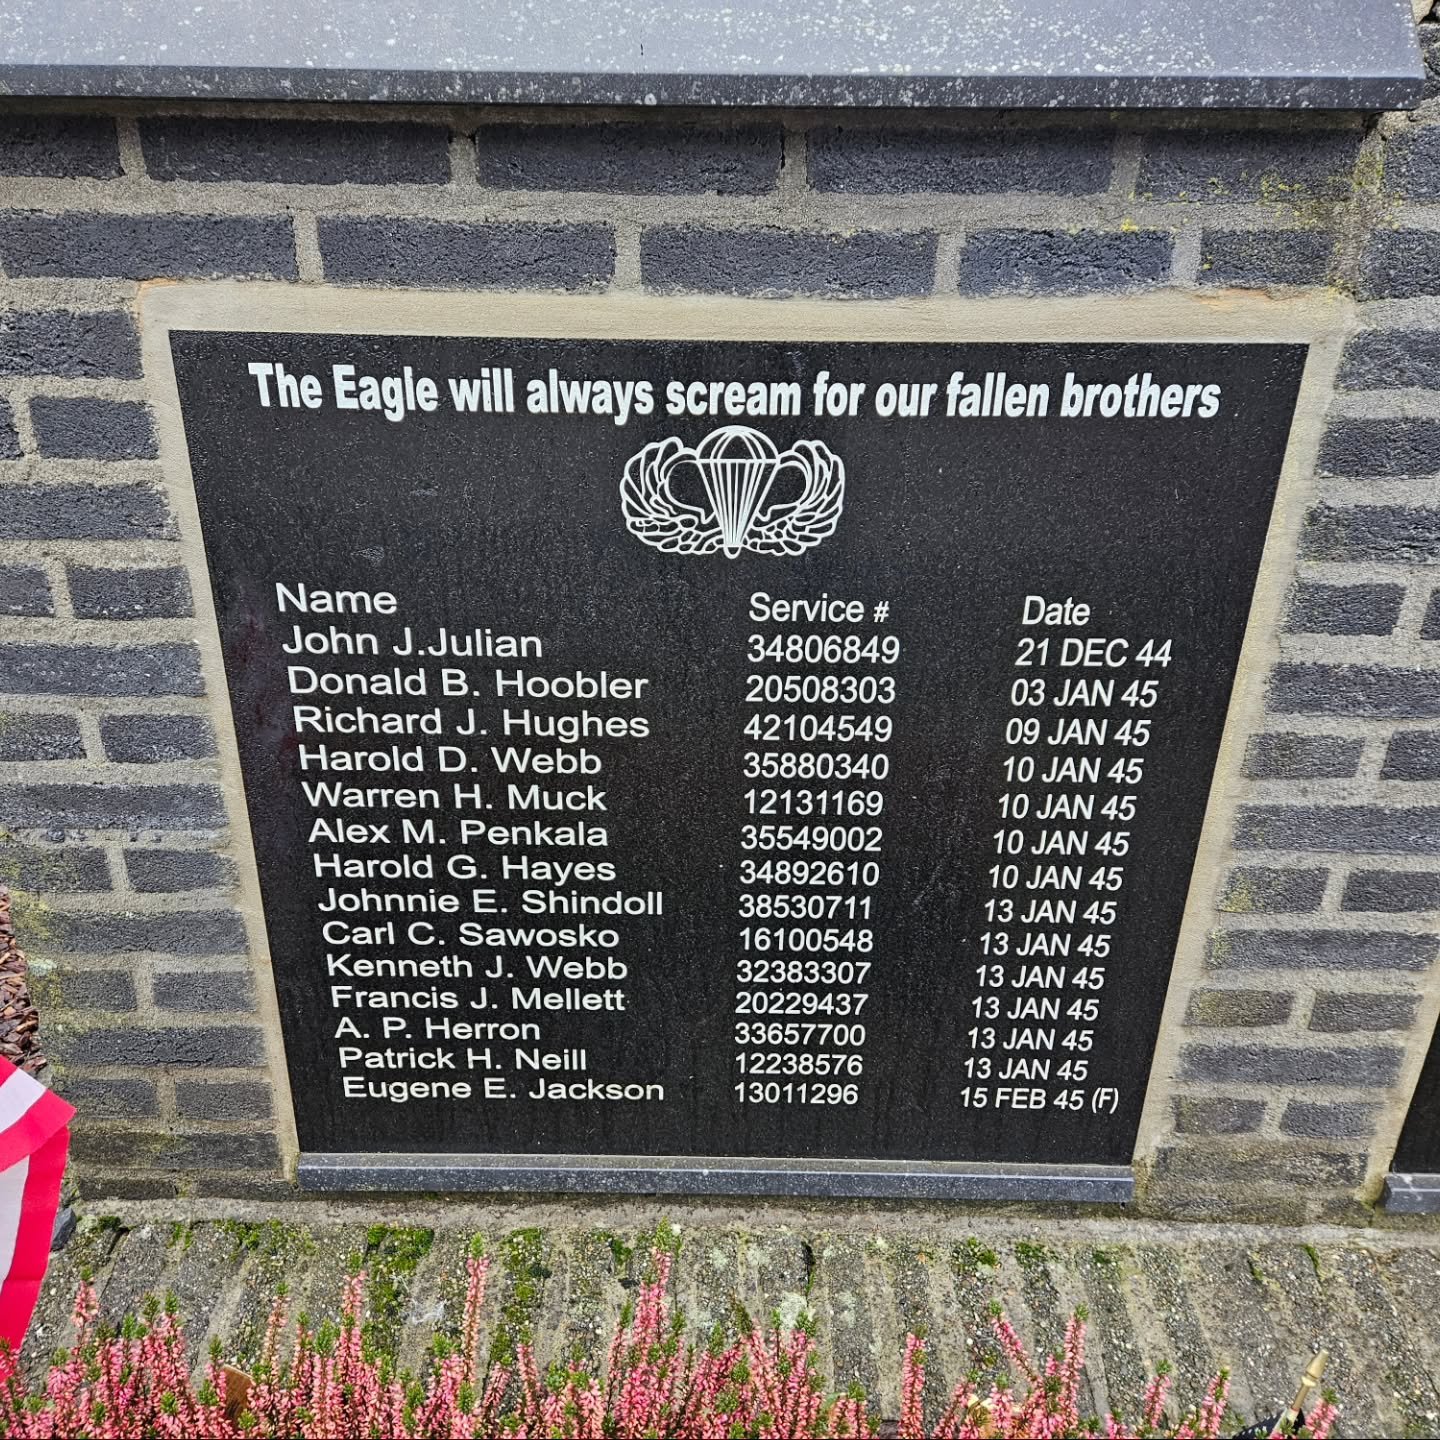 The Eagle will always scream for our fallen brothers
Name Service # Date
John J.Julian 34806849 21 DEC 44
Donald B. Hoobler 20508303 03 JAN 45
Richard J. Hughes 42104549 09 JAN 45
Harold D. Webb 35880340 10 JAN 45
Warren H. Muck 12131169 10 JAN 45
Alex M. Penkala 35549002 10 JAN 45
Harold G. Hayes 34892610 10 JAN 45
Johnnie E. Shindoll 38530711 13 JAN 45
Carl C. Sawosko 16100548 13 JAN 45
Kenneth J. Webb 32383307 13 JAN 45
Francis J. Mellett 20229437 13 JAN 45
A. P. Herron 33657700 13 JAN 45
Patrick H. Neill 12238576 13 JAN 45
Eugene E. Jackson 13011296 15 FEB 45 (F)